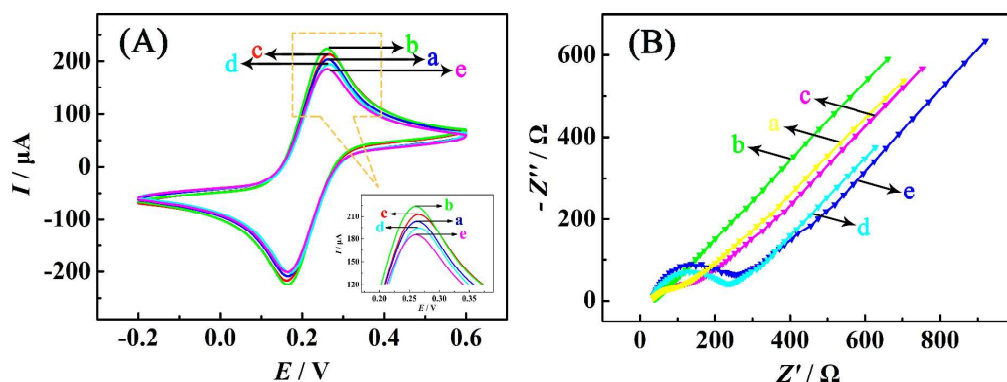 (A)
I / μA
200
100
0
-100
-200
-0.2
0.0
0.2
0.4
0.6
E / V
b
c
a
d
e
I / μA
210
180
150
120
0.20
0.25
0.30
0.35
E / V
b
c
a
d
e
(B)
- Z'' / Ω
600
400
200
0
0
200
400
600
800
1000
Z' / Ω
c
a
b
e
d